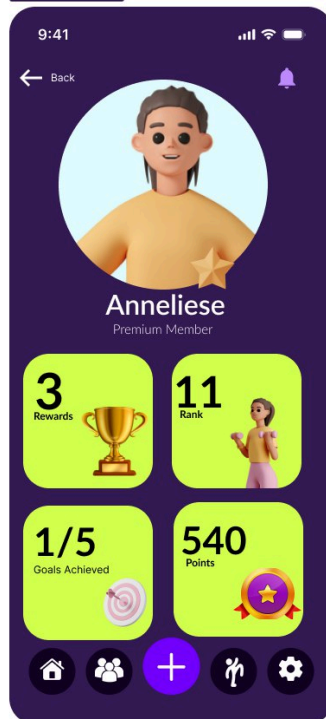 9:41
Back
Anneliese
Premium Member
3
Rewards
11
Rank
1/5
Goals Achieved
540
Points